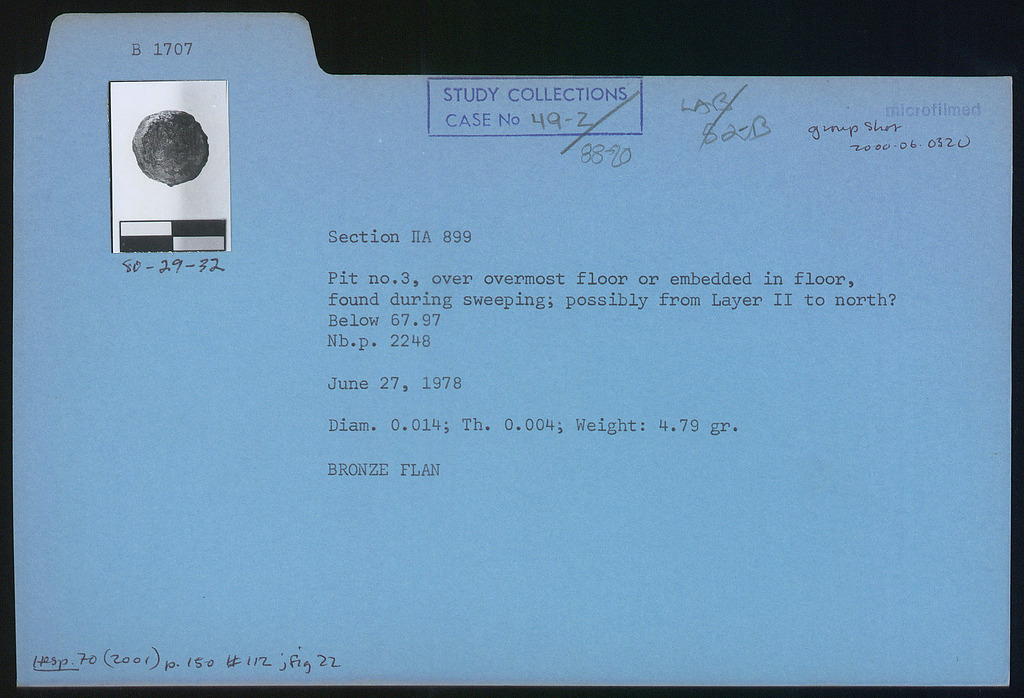 B 1707
STUDY COLLECTIONS
CASE No 49-Z
88-90
LAB
62-B
microfilmed
group shot
2000.06.0320
80-29-32
Section ΠA 899
Pit no.3, over overmost floor or embedded in floor,
found during sweeping; possibly from Layer II to north?
Below 67.97
Nb.p. 2248
June 27, 1978
Diam. 0.014; Th. 0.004; Weight: 4.79 gr.
BRONZE FLAN
Hesp. 70 (2001) p. 150 #112 ; fig 22